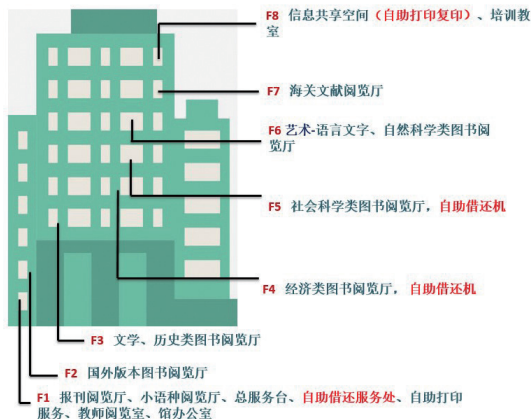 F8 信息共享空间（自助打印复印）、培训教
室
F7 海关文献阅览厅
F6 艺术-语言文字、自然科学类图书阅
览厅
F5 社会科学类图书阅览厅，自助借还机
F4 经济类图书阅览厅，自助借还机
F3 文学、历史类图书阅览厅
F2 国外版本图书阅览厅
F1 报刊阅览厅、小语种阅览厅、总服务台、自助借还服务处、自助打印
服务、教师阅览室、馆办公室